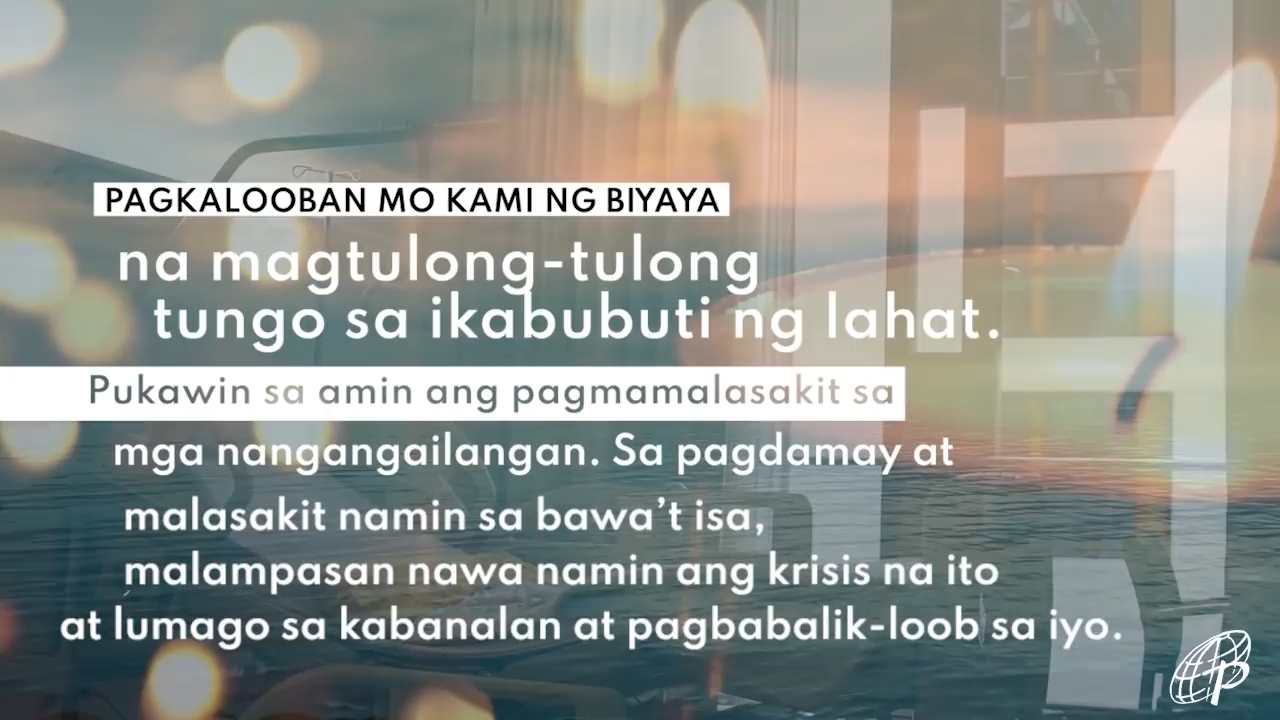 PAGKALOOBAN MO KAMI NG BIYAYA
na magtulong-tulong
tungo sa ikabubuti ng lahat.
Pukawin sa amin ang pagmamalasakit sa
mga nangangailangan. Sa pagdamay at
malasakit namin sa bawa’t isa,
malampasan nawa namin ang krisis na ito
at lumago sa kabanalan at pagbabalik-loob sa iyo.